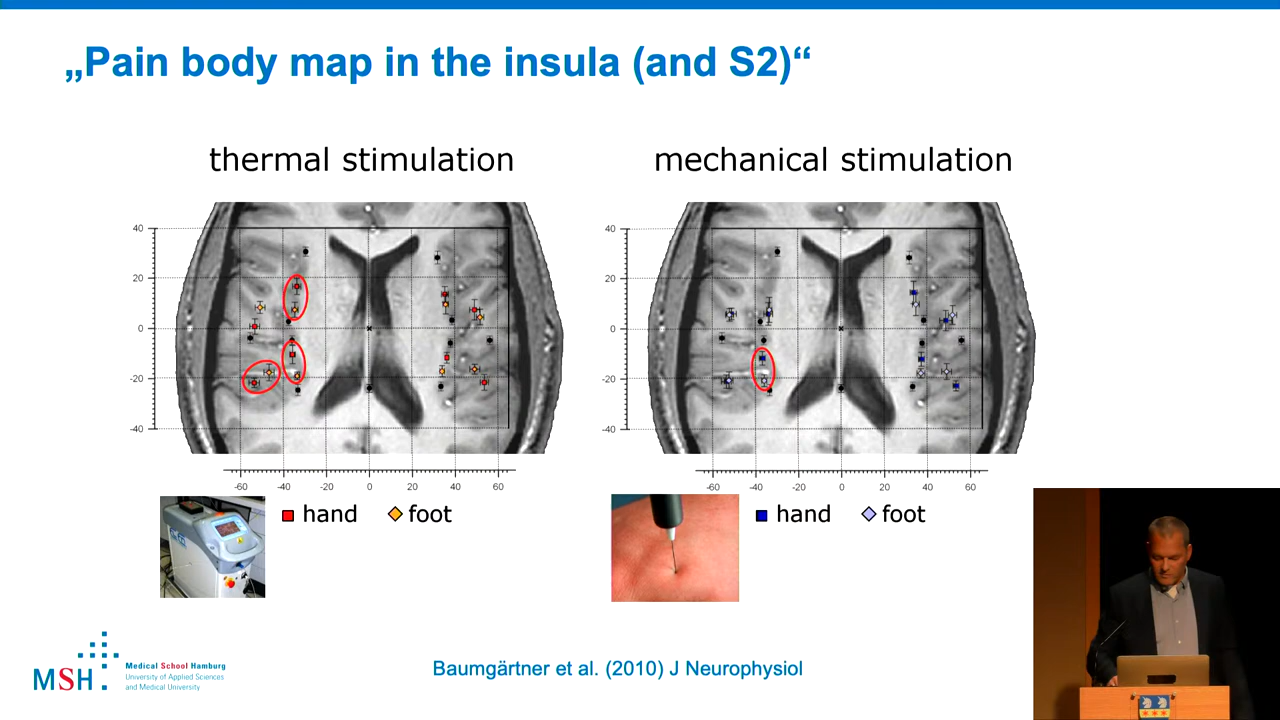 „Pain body map in the insula (and S2)“
thermal stimulation
mechanical stimulation
40
20
0
-20
-40
-60 -40 -20 0 20 40 60
40
20
0
-20
-40
-60 -40 -20 0 20 40 60
hand foot
hand foot
MSH
Medical School Hamburg
University of Applied Sciences
and Medical University
Baumgärtner et al. (2010) J Neurophysiol